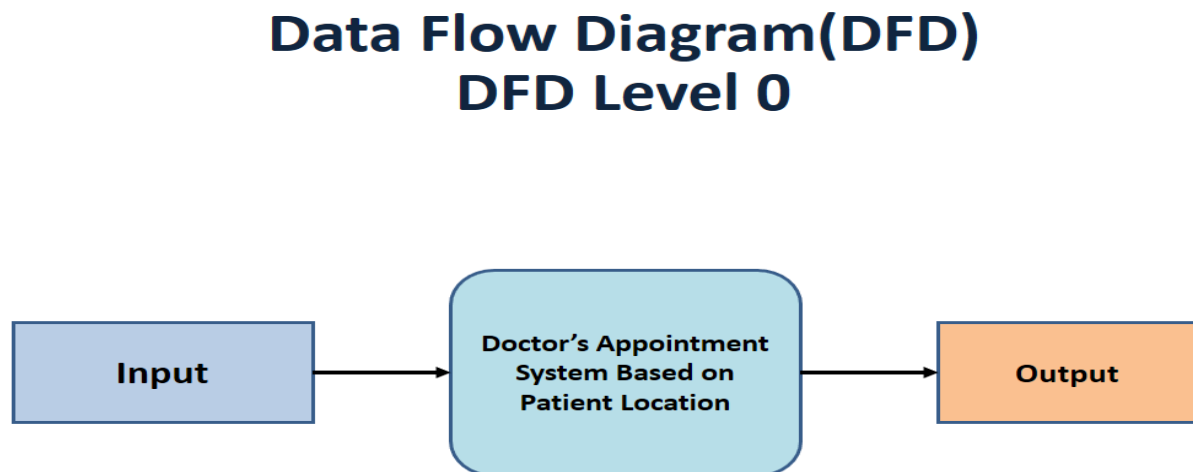 Data Flow Diagram(DFD)
DFD Level 0
Input
Doctor’s Appointment
System Based on
Patient Location
Output